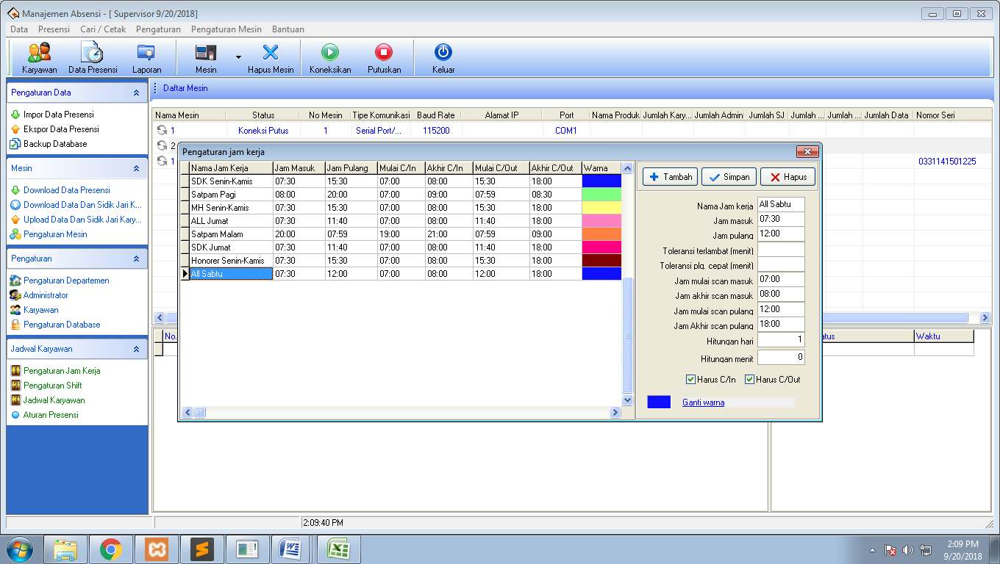 Manajemen Absensi - [ Supervisor 9/20/2018]
Data Presensi Cari / Cetak Pengaturan Pengaturan Mesin Bantuan
Karyawan Data Presensi Laporan Mesin Hapus Mesin Koneksikan Putuskan Keluar
Pengaturan Data
Impor Data Presensi
Ekspor Data Presensi
Backup Database
Mesin
Download Data Presensi
Download Data Dan Sidik Jari K...
Upload Data Dan Sidik Jari Kary...
Pengaturan Mesin
Pengaturan
Pengaturan Departemen
Administrator
Karyawan
Pengaturan Database
Jadwal Karyawan
Pengaturan Jam Kerja
Pengaturan Shift
Jadwal Karyawan
Aturan Presensi
Daftar Mesin
Nama Mesin Status No Mesin Tipe Komunikasi Baud Rate Alamat IP Port Nama Produk Jumlah Kary... Jumlah Admin Jumlah SJ Jumlah ... Jumlah ... Jumlah Data Nomor Seri
1 Koneksi Putus 1 Serial Port/... 115200 COM1
2
1 0331141501225
Pengaturan jam kerja
Nama Jam Kerja Jam Masuk Jam Pulang Mulai C/In Akhir C/In Mulai C/Out Akhir C/Out Warna
SDK Senin-Kamis 07:30 15:30 07:00 08:00 15:30 18:00
Satpam Pagi 08:00 20:00 07:00 09:00 07:59 08:30
MH Senin-Kamis 07:30 15:30 07:00 08:00 15:30 18:00
ALL Jumat 07:30 11:40 07:00 08:00 11:40 18:00
Satpam Malam 20:00 07:59 19:00 21:00 07:59 09:00
SDK Jumat 07:30 11:40 07:00 08:00 11:40 18:00
Honorer Senin-Kamis 07:30 15:30 07:00 08:00 15:30 18:00
All Sabtu 07:30 12:00 07:00 08:00 12:00 18:00
Tambah Simpan Hapus
Nama Jam kerja All Sabtu
Jam masuk 07:30
Jam pulang 12:00
Toleransi terlambat (menit)
Toleransi plg. cepat (menit)
Jam mulai scan masuk 07:00
Jam akhir scan masuk 08:00
Jam mulai scan pulang 12:00
Jam Akhir scan pulang 18:00
Hitungan hari 1
Hitungan menit 0
Harus C/In Harus C/Out
Ganti warna
No. atus Waktu
2:09:40 PM
2:09 PM
9/20/2018